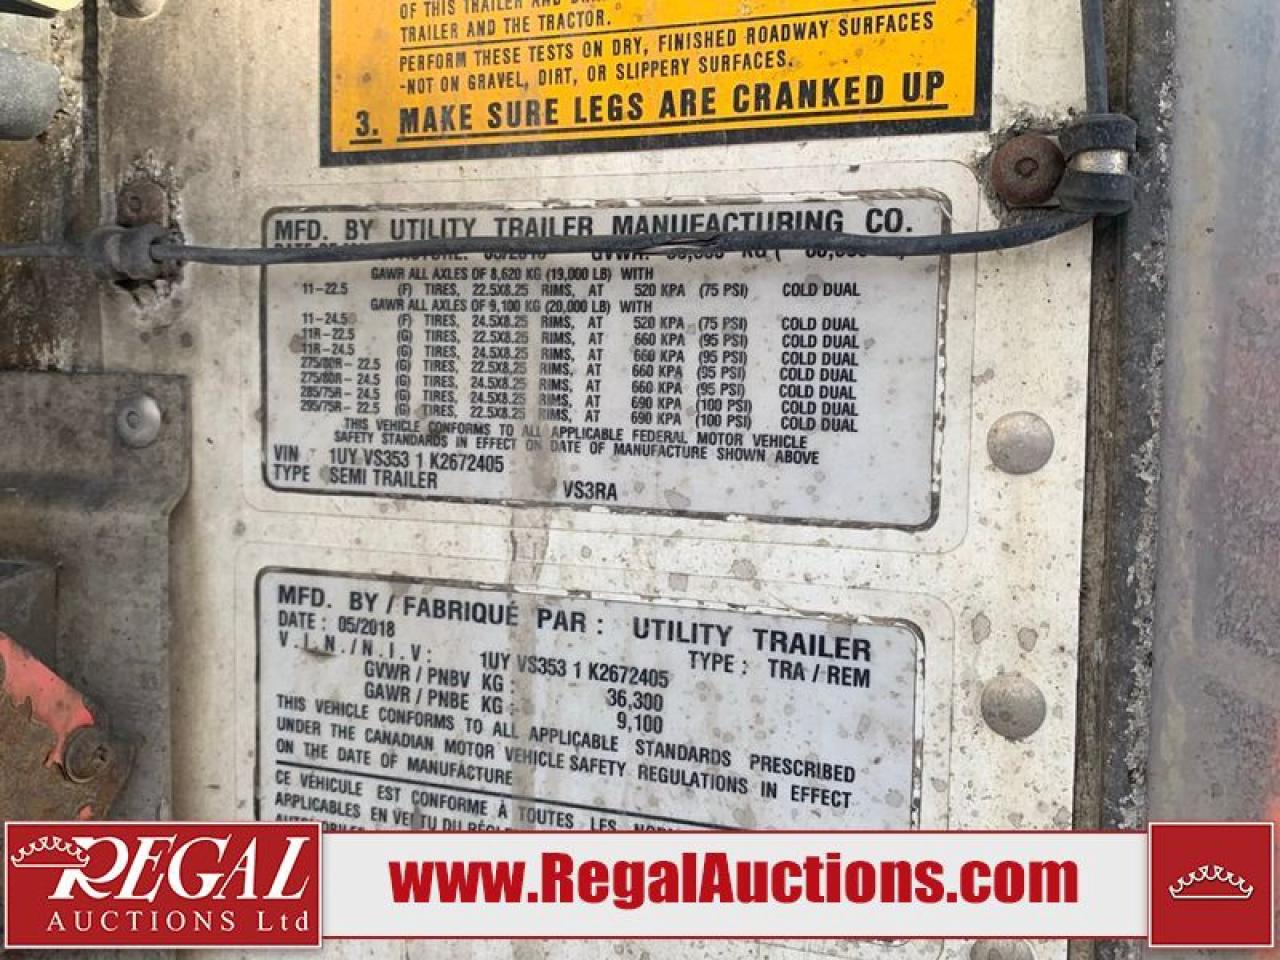 OF THIS TRAILER AND
TRAILER AND THE TRACTOR.
PERFORM THESE TESTS ON DRY, FINISHED ROADWAY SURFACES
-NOT ON GRAVEL, DIRT, OR SLIPPERY SURFACES.
3. MAKE SURE LEGS ARE CRANKED UP
MFD. BY UTILITY TRAILER MANUFACTURING CO.
GAWR ALL AXLES OF 8,620 KG (19,000 LB) WITH
11-22.5 (F) TIRES, 22.5X8.25 RIMS, AT 520 KPA (75 PSI) COLD DUAL
GAWR ALL AXLES OF 9,100 KG (20,000 LB) WITH
11-24.5 (F) TIRES, 24.5X8.25 RIMS, AT 520 KPA (75 PSI) COLD DUAL
11R-22.5 (G) TIRES, 22.5X8.25 RIMS, AT 660 KPA (95 PSI) COLD DUAL
11R-24.5 (G) TIRES, 24.5X8.25 RIMS, AT 660 KPA (95 PSI) COLD DUAL
275/80R-22.5 (G) TIRES, 22.5X8.25 RIMS, AT 660 KPA (95 PSI) COLD DUAL
275/80R-24.5 (G) TIRES, 24.5X8.25 RIMS, AT 660 KPA (95 PSI) COLD DUAL
285/75R-24.5 (G) TIRES, 24.5X8.25 RIMS, AT 690 KPA (100 PSI) COLD DUAL
295/75R-22.5 (G) TIRES, 22.5X8.25 RIMS, AT 690 KPA (100 PSI) COLD DUAL
THIS VEHICLE CONFORMS TO ALL APPLICABLE FEDERAL MOTOR VEHICLE
SAFETY STANDARDS IN EFFECT ON DATE OF MANUFACTURE SHOWN ABOVE
VIN 1UY VS353 1 K2672405
TYPE SEMI TRAILER VS3RA
MFD. BY / FABRIQUÉ PAR: UTILITY TRAILER
DATE: 05/2018 TYPE: TRA / REM
V.I.N./N.I.V: 1UY VS353 1 K2672405
GVWR / PNBV KG: 36,300
GAWR / PNBE KG: 9,100
THIS VEHICLE CONFORMS TO ALL APPLICABLE STANDARDS PRESCRIBED
UNDER THE CANADIAN MOTOR VEHICLE SAFETY REGULATIONS IN EFFECT
ON THE DATE OF MANUFACTURE
CE VÉHICULE EST CONFORME À TOUTES LES
APPLICABLES EN VERTU DU
REGAL
AUCTIONS Ltd
www.RegalAuctions.com